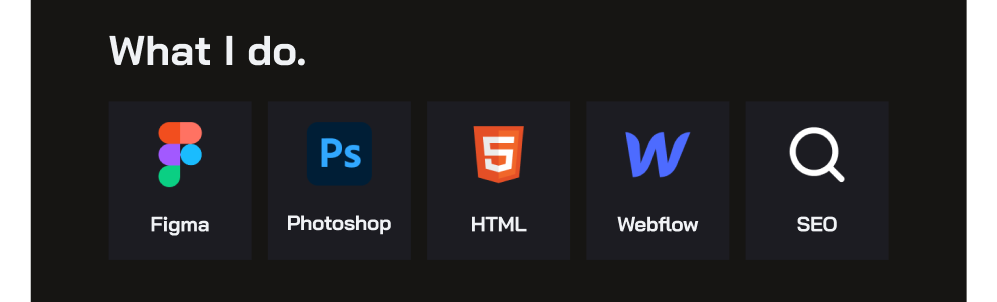 What I do.
Ps
5
Figma
Photoshop
HTML
Webflow
SEO